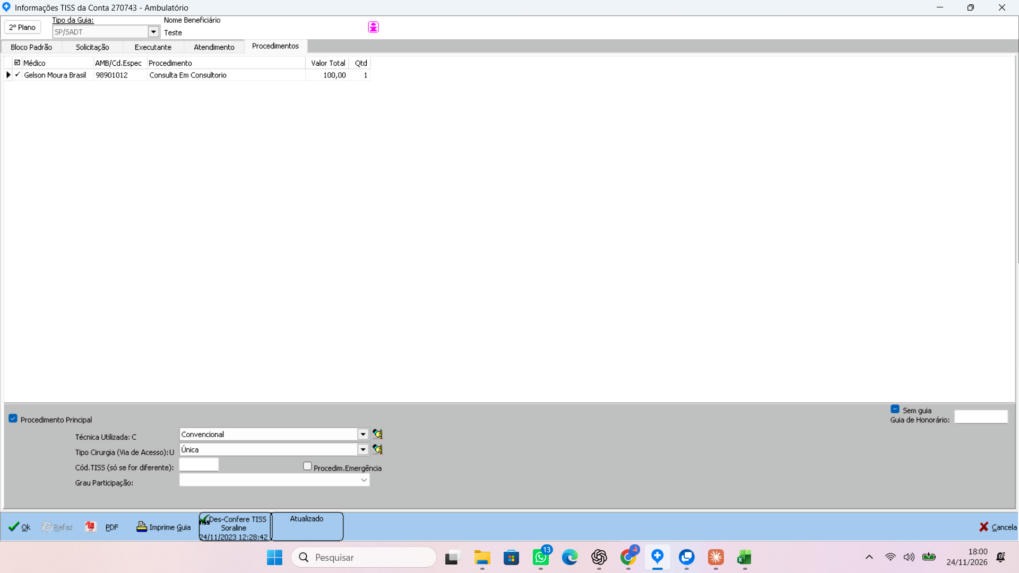 Informações TISS da Conta 270743 - Ambulatório
2º Plano
Tipo da Guia:
SP/SADT
Nome Beneficiário
Teste
Bloco Padrão Solicitação Executante Atendimento Procedimentos
Médico AMB/Cd.Espec Procedimento Valor Total Qtd
Gelson Moura Brasil 98901012 Consulta Em Consultorio 100,00 1
Procedimento Principal
Sem guia
Guia de Honorário:
Técnica Utilizada: C Convencional
Tipo Cirurgia (Via de Acesso): U Única
Cód.TISS (só se for diferente): Procedim.Emergência
Grau Participação:
Ok Refaz PDF Imprime Guia
Des-Confere TISS
Soraline
24/11/2023 12:28:42
Atualizado
Cancela
Pesquisar
13
4
18:00
24/11/2026